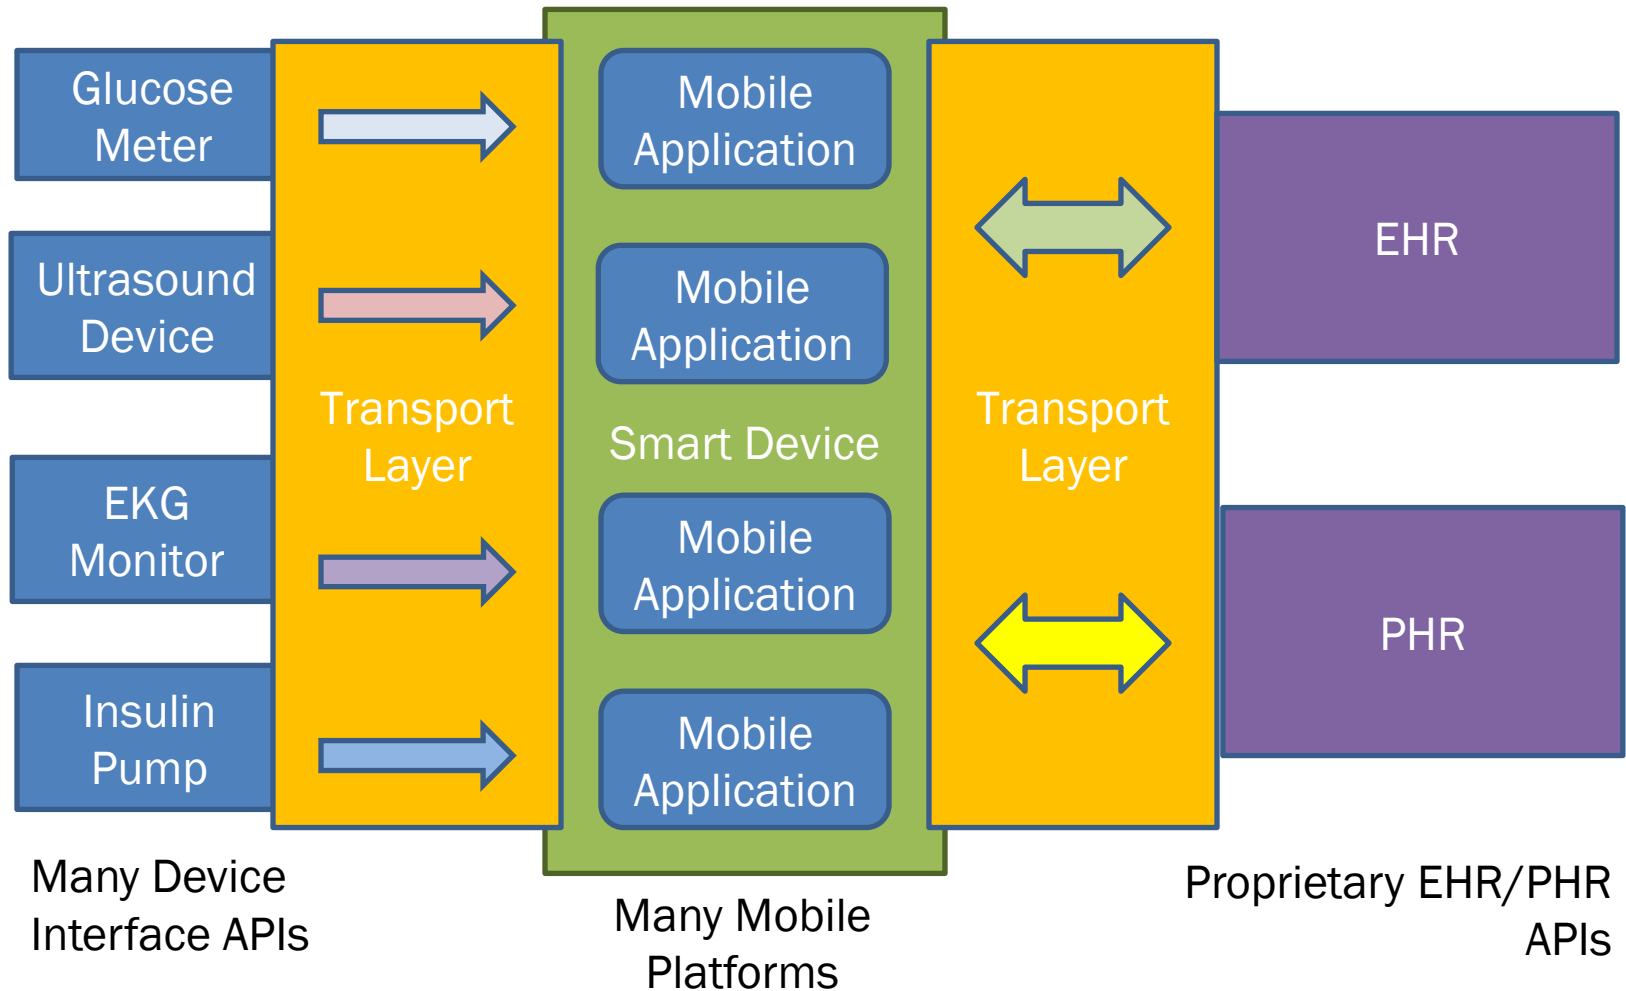 Glucose
Meter
Ultrasound
Device
EKG
Monitor
Insulin
Pump
Many Device
Interface APIs
Transport
Layer
Mobile
Application
Mobile
Application
Smart Device
Mobile
Application
Mobile
Application
Many Mobile
Platforms
Transport
Layer
EHR
PHR
Proprietary EHR/PHR
APIs